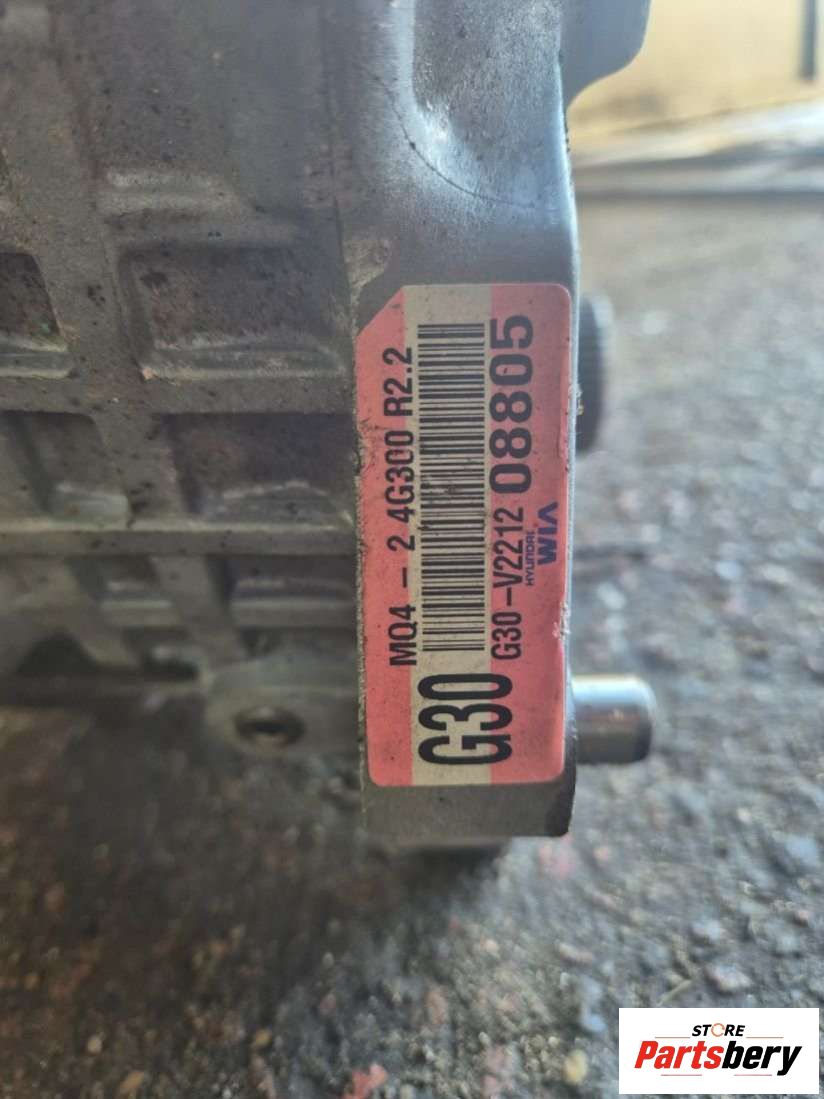 MQ4 - 2 4G300 R2.2
G30-V2212 08805
HYUNDAI
WIA
G30
STORE
Partsbery